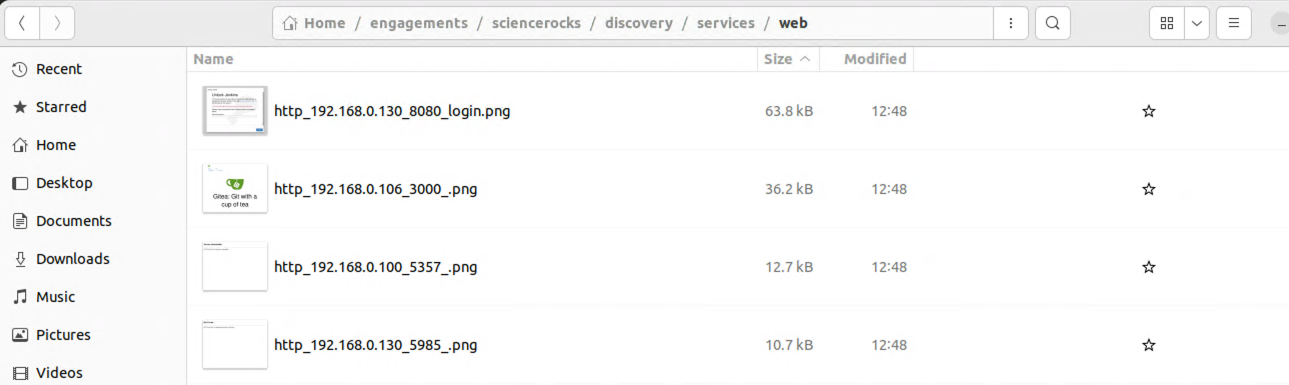 Home / engagements / sciencerocks / discovery / services / web
Name Size Modified
Recent
Starred
Home
Desktop
Documents
Downloads
Music
Pictures
Videos
Unlock Jenkins
http_192.168.0.130_8080_login.png 63.8 kB 12:48
Gitea: Git with a
cup of tea
http_192.168.0.106_3000_.png 36.2 kB 12:48
http_192.168.0.100_5357_.png 12.7 kB 12:48
http_192.168.0.130_5985_.png 10.7 kB 12:48